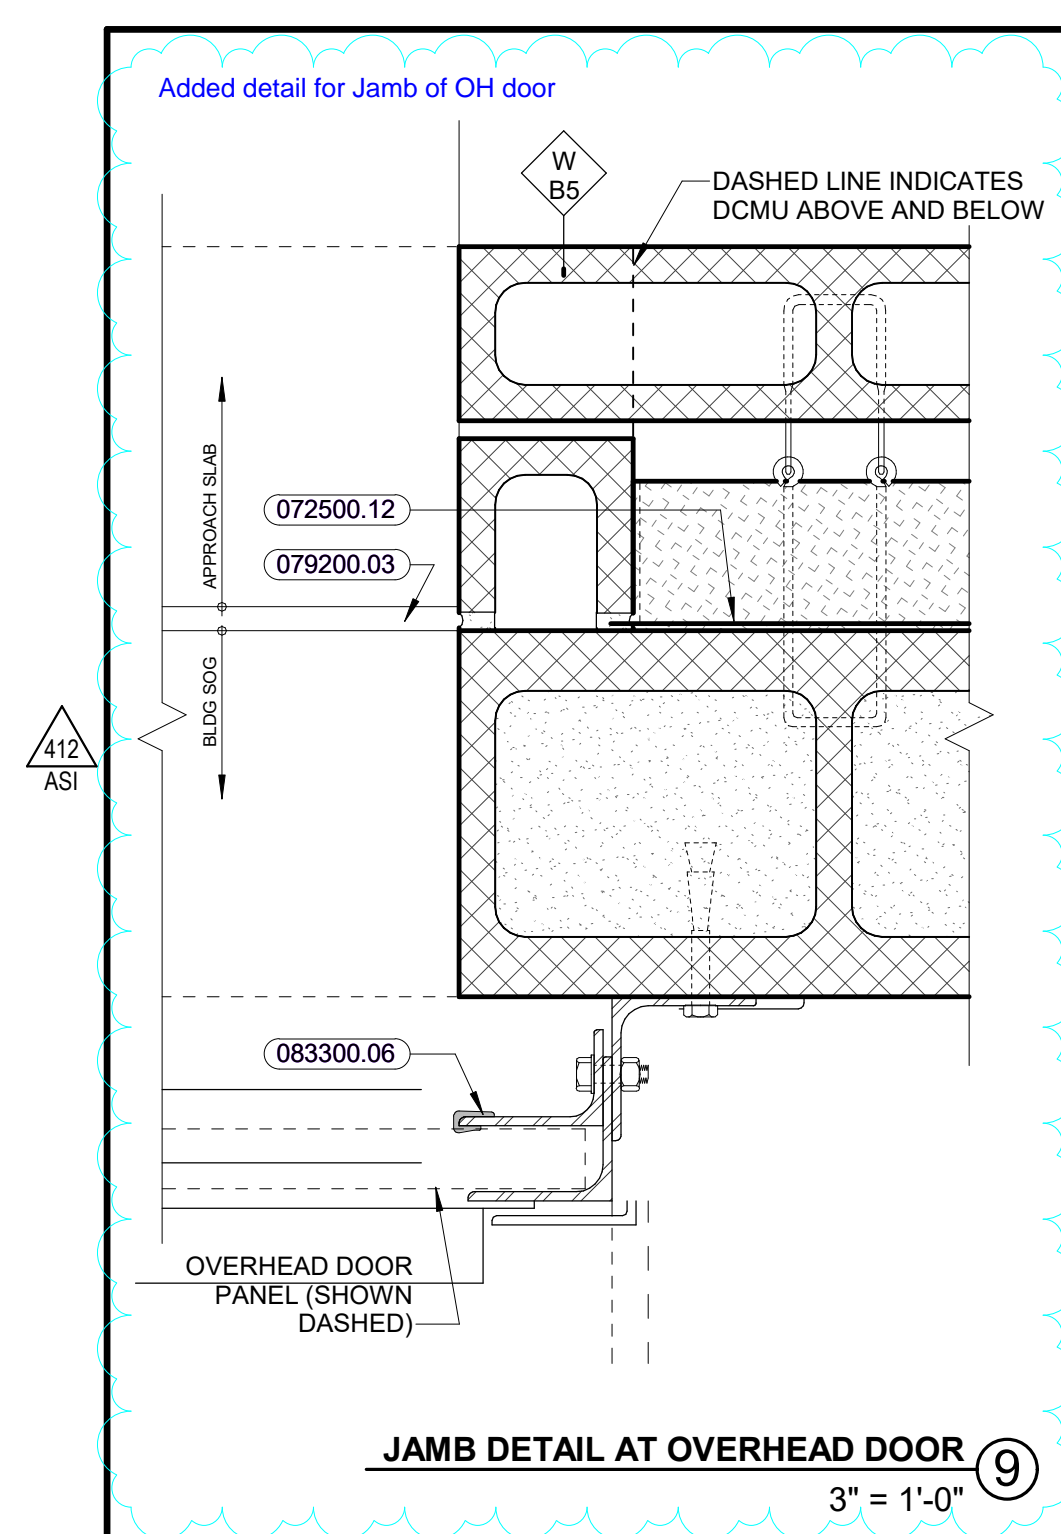 Added detail for Jamb of OH door
W
B5
DASHED LINE INDICATES
DCMU ABOVE AND BELOW
APPROACH SLAB
072500.12
079200.03
BLDG SOG
412
ASI
083300.06
OVERHEAD DOOR
PANEL (SHOWN
DASHED)
JAMB DETAIL AT OVERHEAD DOOR
9
3" = 1'-0"